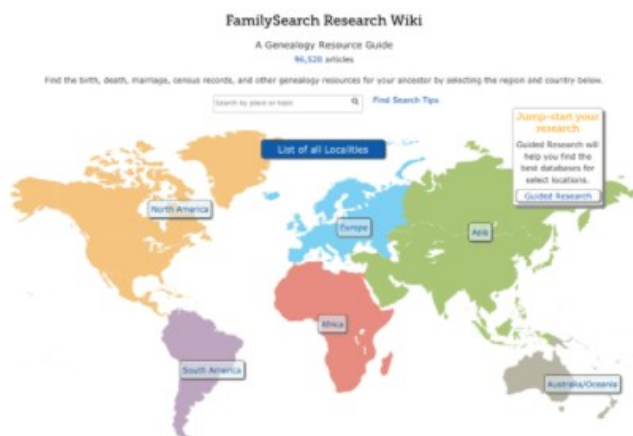 FamilySearch Research Wiki
A Genealogy Resource Guide
96,520 articles
Find the birth, death, marriage, census records, and other genealogy resources for your ancestor by selecting the region and country below.
Search by place or topic
Find Search Tips
Jump-start your
research
Guided Research will
help you find the
best databases for
select locations.
Guided Research
List of all Localities
North America
Europe
Asia
Africa
South America
Australia/Oceania